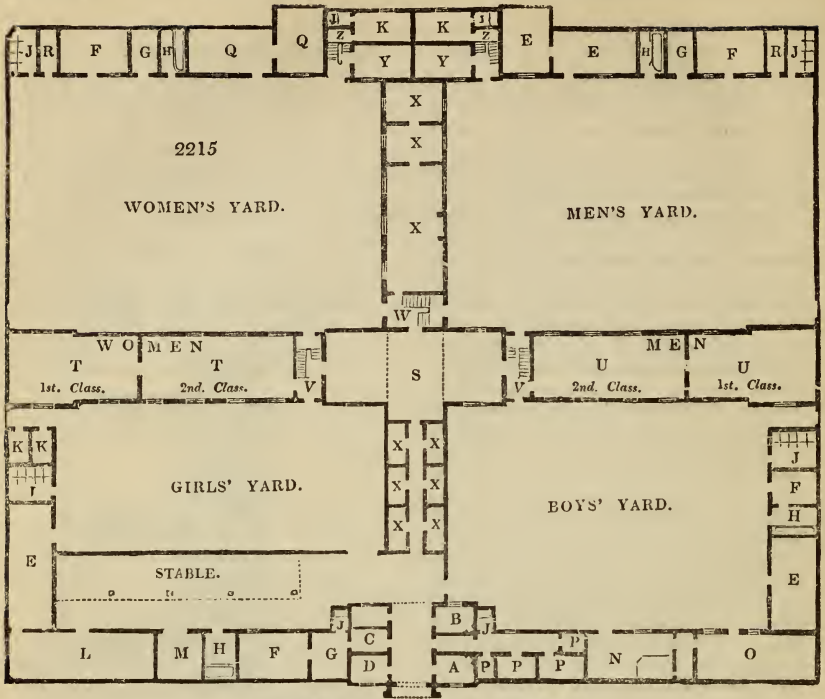 J R F G H Q Q J Z K K J Z E E H G F R J
Y Y
X
X
2215
WOMEN'S YARD.
MEN'S YARD.
X
W
WOMEN
MEN
T T S U U
1st. Class. 2nd. Class. V V 2nd. Class. 1st. Class.
K K X X J
J X X F
GIRLS' YARD.
BOYS' YARD.
H
X X
E E
STABLE.
J C B J
L M H F G D A P P P P N O